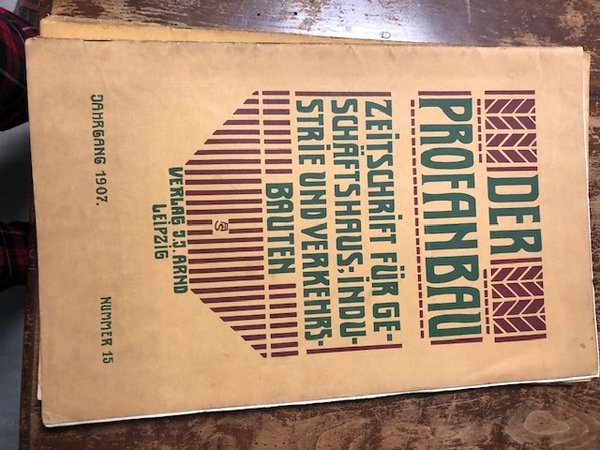 DER
PROFANBAU
ZEITSCHRIFT FÜR GE-
SCHÄFTSHAUS-, INDU-
STRIE UND VERKEHRS-
BAUTEN
VERLAG J.J. ARND
LEIPZIG
JAHRGANG 1907.
NUMMER 15